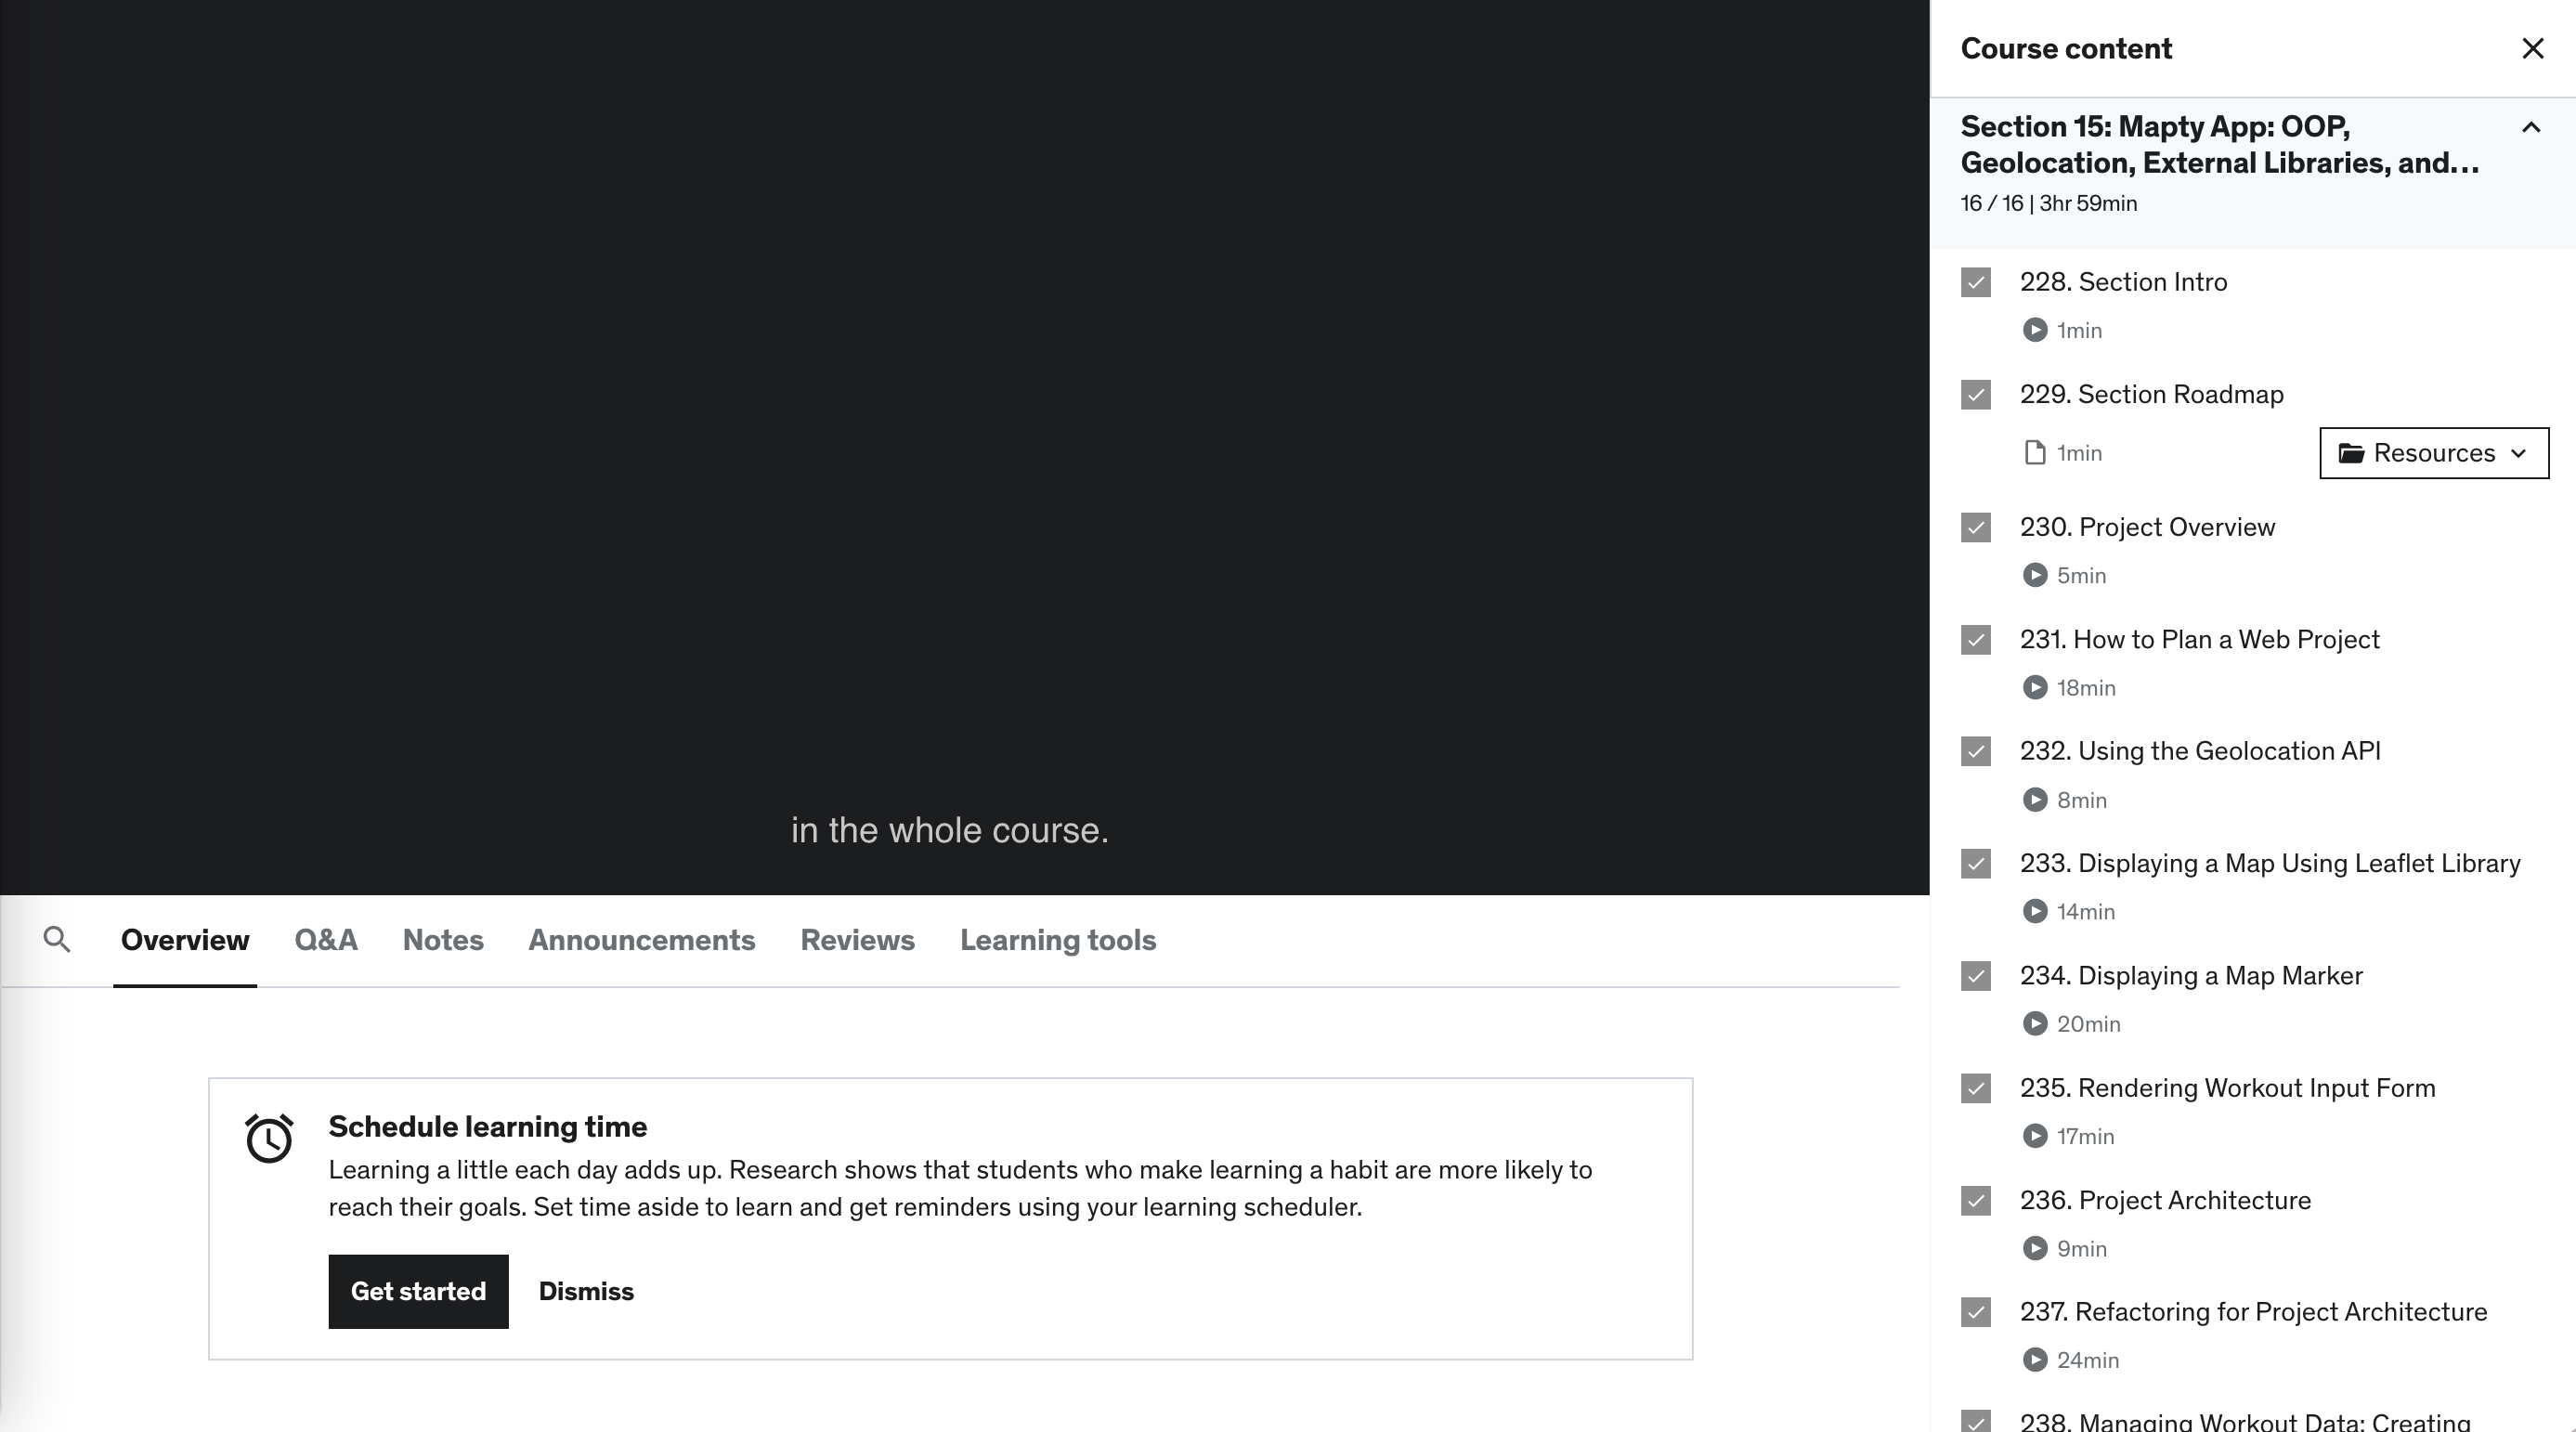 in the whole course.
Overview
Q&A
Notes
Announcements
Reviews
Learning tools
Schedule learning time
Learning a little each day adds up. Research shows that students who make learning a habit are more likely to
reach their goals. Set time aside to learn and get reminders using your learning scheduler.
Get started
Dismiss
Course content
Section 15: Mapty App: OOP,
Geolocation, External Libraries, and...
16 / 16 | 3hr 59min
228. Section Intro
1min
229. Section Roadmap
1min
Resources
230. Project Overview
5min
231. How to Plan a Web Project
18min
232. Using the Geolocation API
8min
233. Displaying a Map Using Leaflet Library
14min
234. Displaying a Map Marker
20min
235. Rendering Workout Input Form
17min
236. Project Architecture
9min
237. Refactoring for Project Architecture
24min
238. Managing Workout Data: Creating